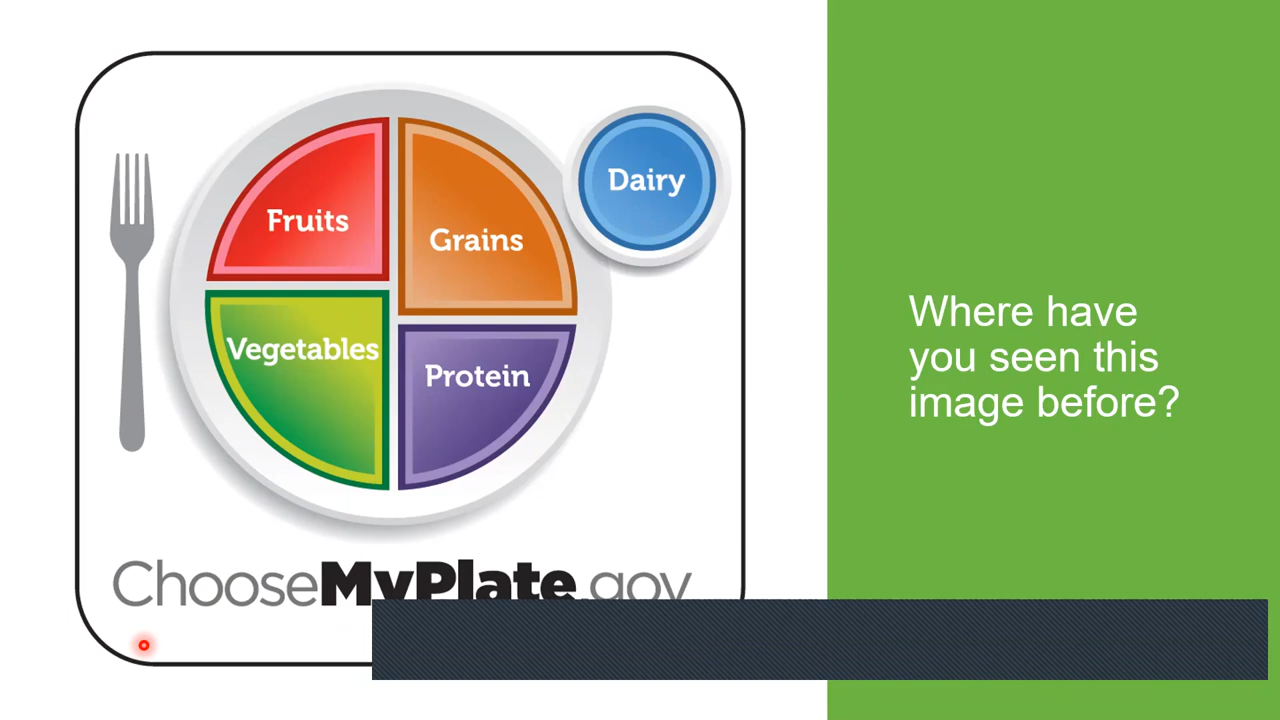 Fruits
Grains
Dairy
Vegetables
Protein
ChooseMyPlate.gov
Where have
you seen this
image before?